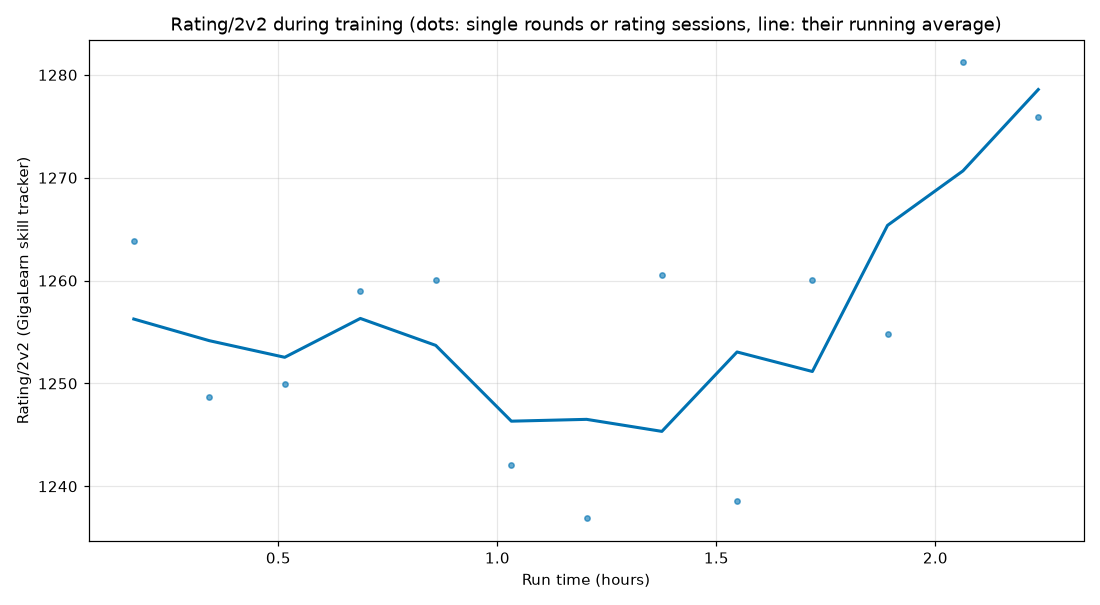 Rating/2v2 during training (dots: single rounds or rating sessions, line: their running average)
Rating/2v2 (GigaLearn skill tracker)
1280
1270
1260
1250
1240
0.5 1.0 1.5 2.0
Run time (hours)